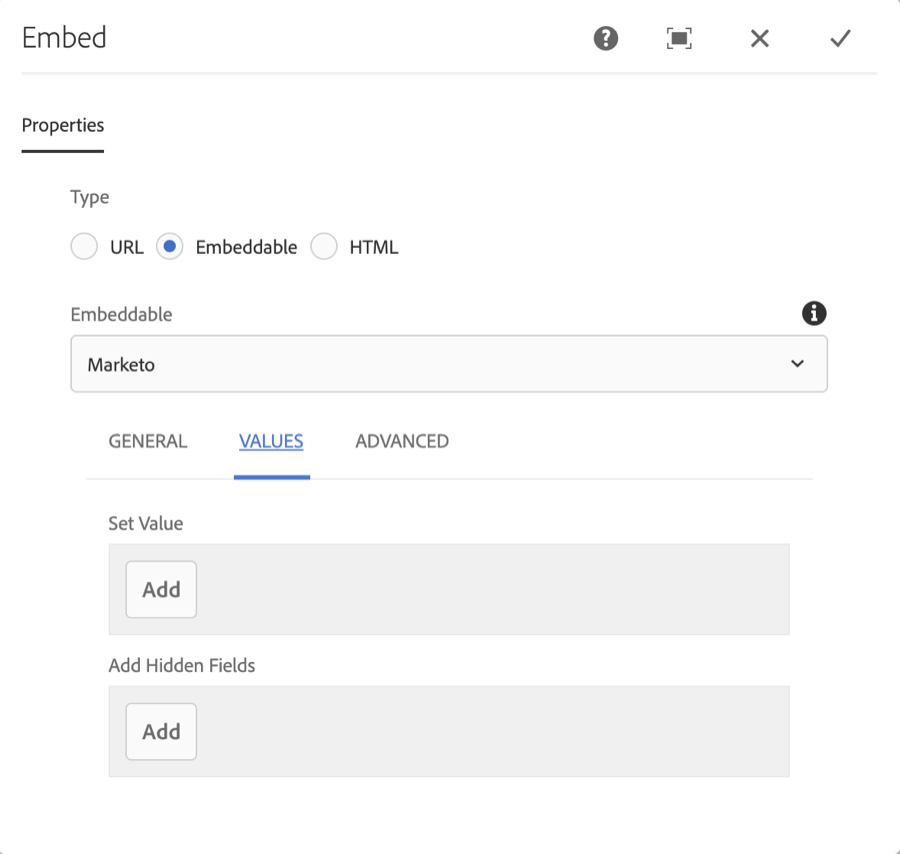 Embed
Properties
Type
URL Embeddable HTML
Embeddable
Marketo
GENERAL VALUES ADVANCED
Set Value
Add
Add Hidden Fields
Add